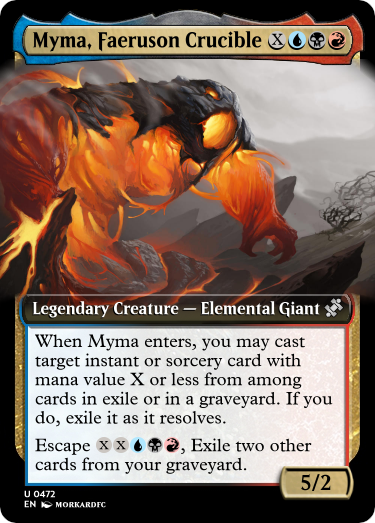 Myma, Faeruson Crucible X
Legendary Creature — Elemental Giant
When Myma enters, you may cast
target instant or sorcery card with
mana value X or less from among
cards in exile or in a graveyard. If you
do, exile it as it resolves.
Escape X X , Exile two other
cards from your graveyard.
5/2
U 0472
EN MORKARDFC